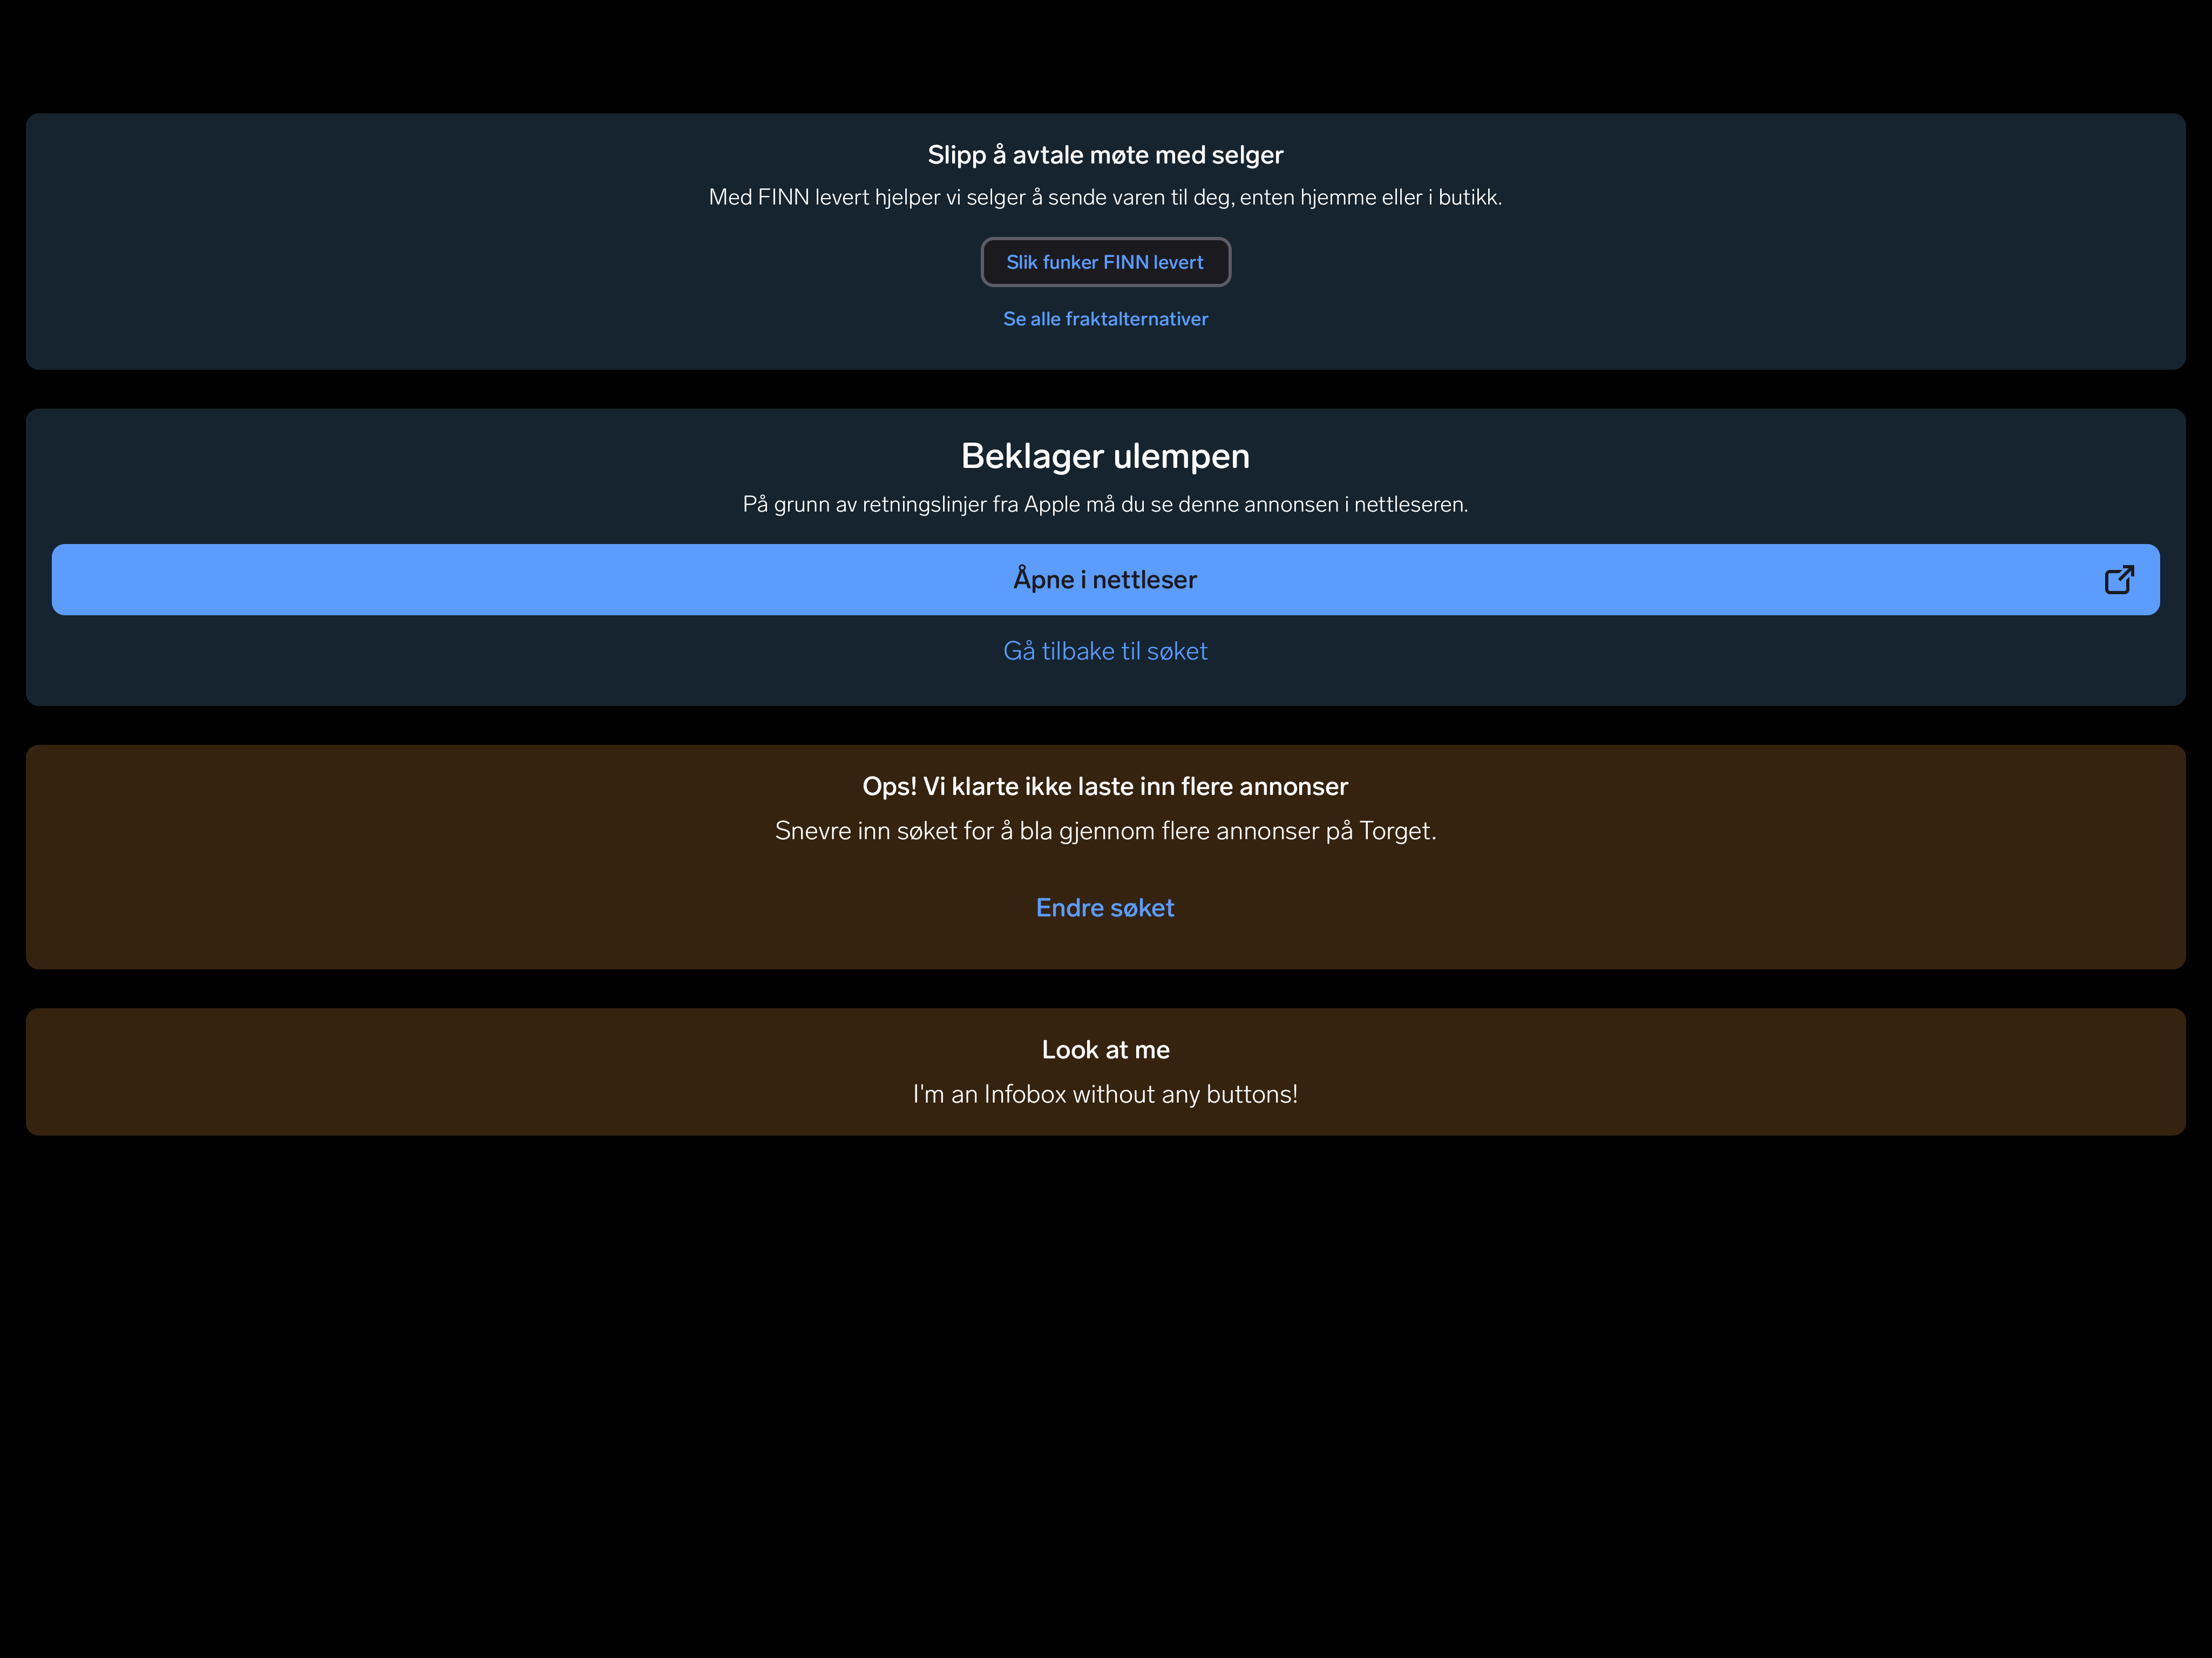 Slipp å avtale møte med selger
Med FINN levert hjelper vi selger å sende varen til deg, enten hjemme eller i butikk.
Slik funker FINN levert
Se alle fraktalternativer
Beklager ulempen
På grunn av retningslinjer fra Apple må du se denne annonsen i nettleseren.
Åpne i nettleser
Gå tilbake til søket
Ops! Vi klarte ikke laste inn flere annonser
Snevre inn søket for å bla gjennom flere annonser på Torget.
Endre søket
Look at me
I'm an Infobox without any buttons!